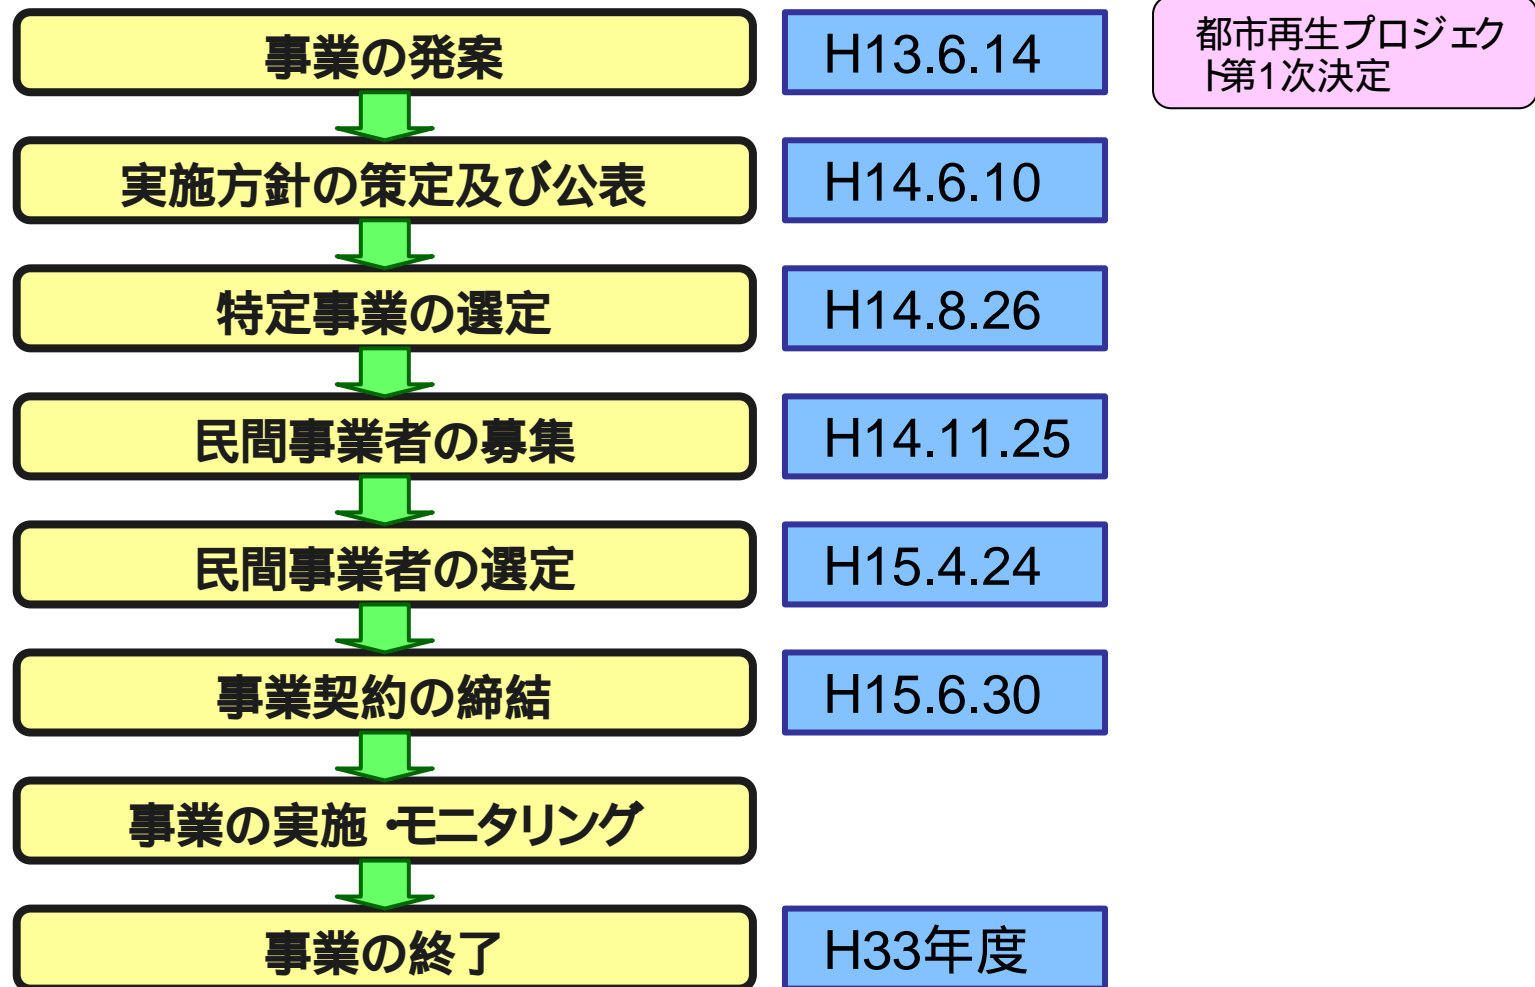 事業の発案
H13.6.14
都市再生プロジェク
ト第1次決定
実施方針の策定及び公表
H14.6.10
特定事業の選定
H14.8.26
民間事業者の募集
H14.11.25
民間事業者の選定
H15.4.24
事業契約の締結
H15.6.30
事業の実施・モニタリング
事業の終了
H33年度